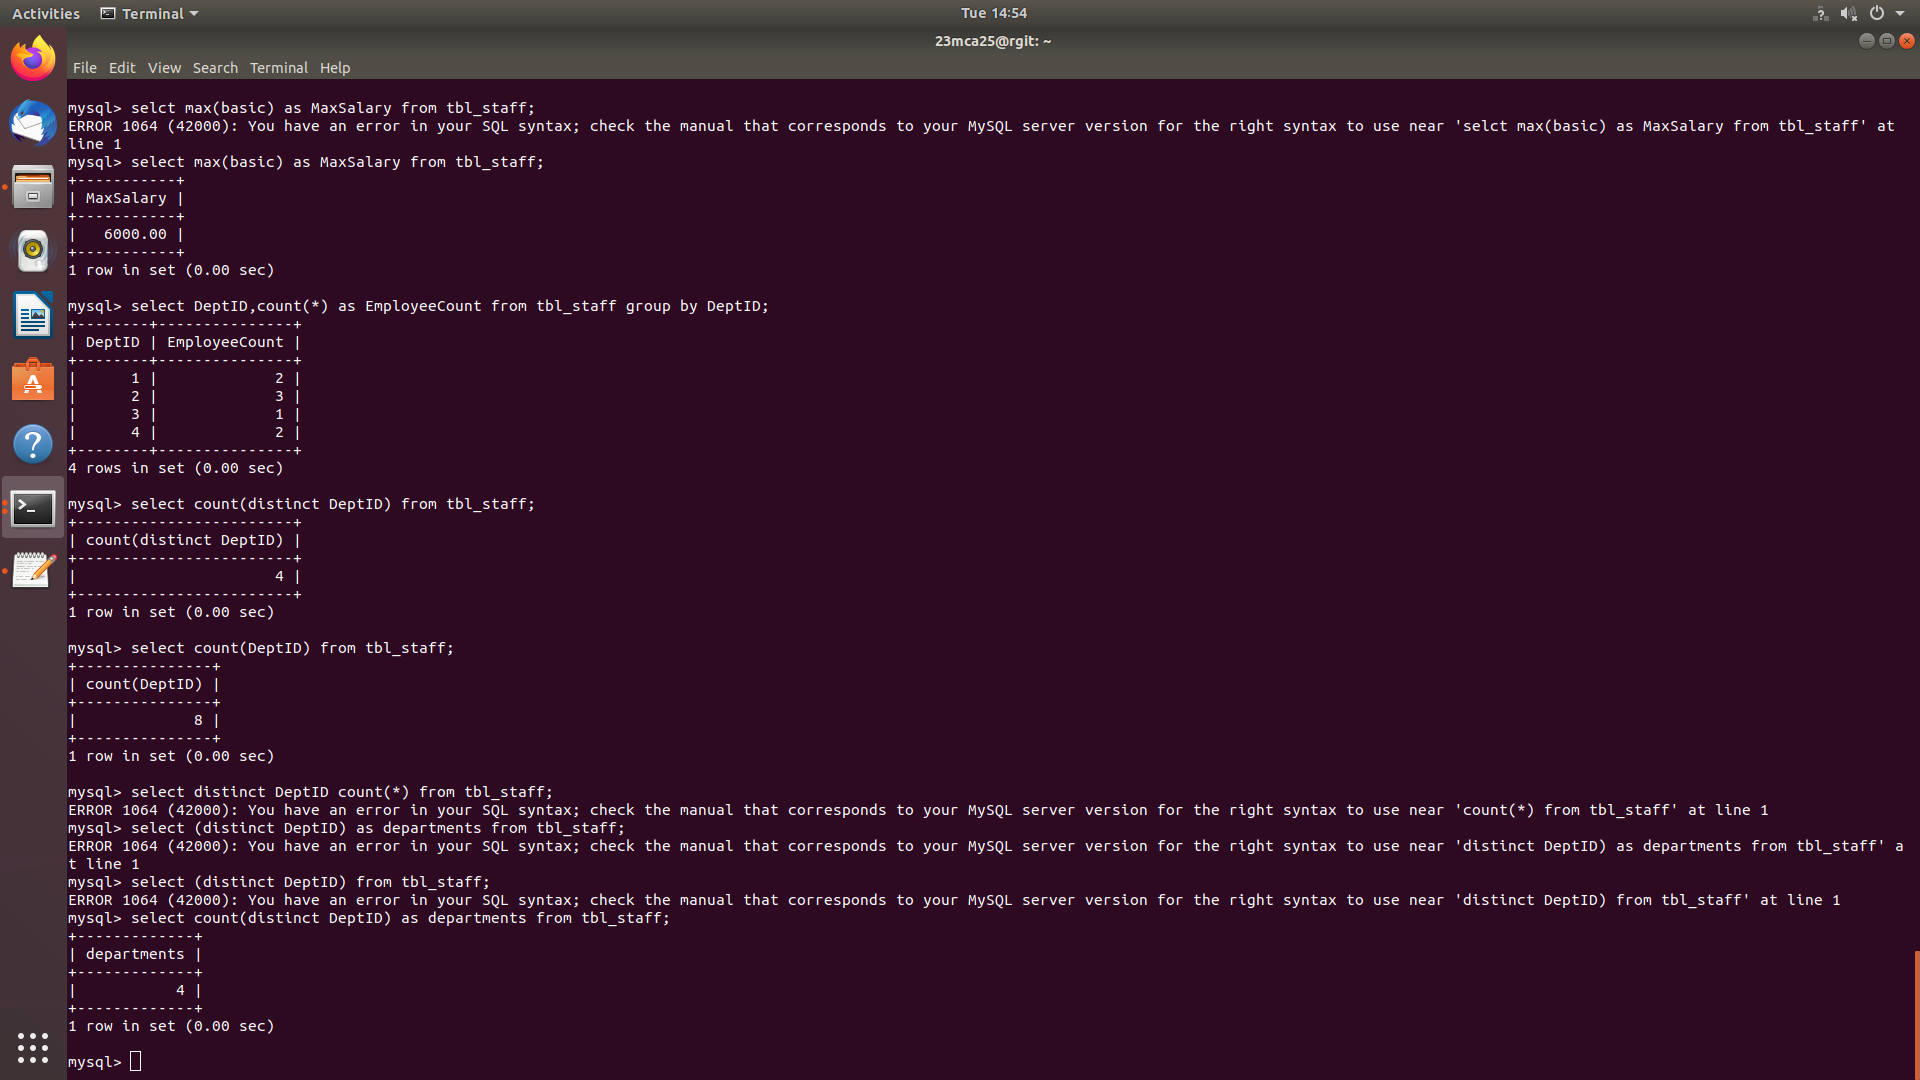 Activities Terminal Tue 14:54
23mca25@rgit: ~
File Edit View Search Terminal Help
mysql> selct max(basic) as MaxSalary from tbl_staff;
ERROR 1064 (42000): You have an error in your SQL syntax; check the manual that corresponds to your MySQL server version for the right syntax to use near 'selct max(basic) as MaxSalary from tbl_staff' at
line 1
mysql> select max(basic) as MaxSalary from tbl_staff;
+-----------+
| MaxSalary |
+-----------+
|   6000.00 |
+-----------+
1 row in set (0.00 sec)
mysql> select DeptID,count(*) as EmployeeCount from tbl_staff group by DeptID;
+--------+---------------+
| DeptID | EmployeeCount |
+--------+---------------+
|      1 |             2 |
|      2 |             3 |
|      3 |             1 |
|      4 |             2 |
+--------+---------------+
4 rows in set (0.00 sec)
mysql> select count(distinct DeptID) from tbl_staff;
+------------------------+
| count(distinct DeptID) |
+------------------------+
|                      4 |
+------------------------+
1 row in set (0.00 sec)
mysql> select count(DeptID) from tbl_staff;
+---------------+
| count(DeptID) |
+---------------+
|             8 |
+---------------+
1 row in set (0.00 sec)
mysql> select distinct DeptID count(*) from tbl_staff;
ERROR 1064 (42000): You have an error in your SQL syntax; check the manual that corresponds to your MySQL server version for the right syntax to use near 'count(*) from tbl_staff' at line 1
mysql> select (distinct DeptID) as departments from tbl_staff;
ERROR 1064 (42000): You have an error in your SQL syntax; check the manual that corresponds to your MySQL server version for the right syntax to use near 'distinct DeptID) as departments from tbl_staff' a
t line 1
mysql> select (distinct DeptID) from tbl_staff;
ERROR 1064 (42000): You have an error in your SQL syntax; check the manual that corresponds to your MySQL server version for the right syntax to use near 'distinct DeptID) from tbl_staff' at line 1
mysql> select count(distinct DeptID) as departments from tbl_staff;
+-------------+
| departments |
+-------------+
|           4 |
+-------------+
1 row in set (0.00 sec)
mysql>